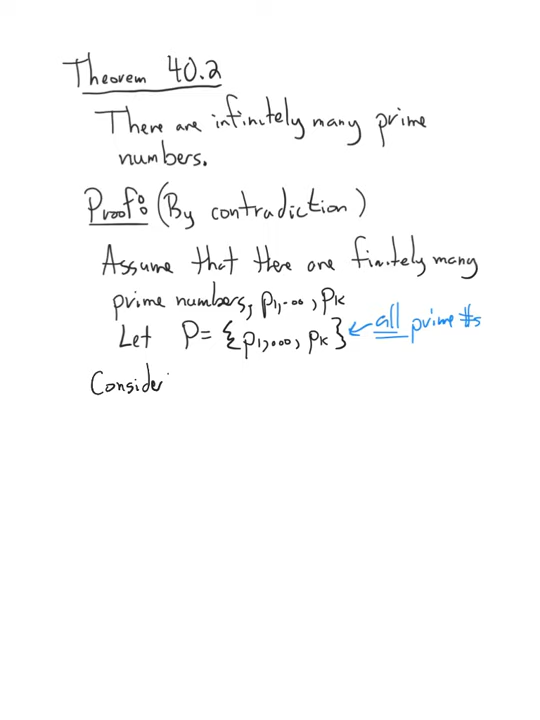 Theorem 40.2
There are infinitely many prime
numbers.
Proof: (By contradiction)
Assume that there are finitely many
prime numbers, p1,...,pk
Let P = {p1,...,pk} ← all prime #s
Consider